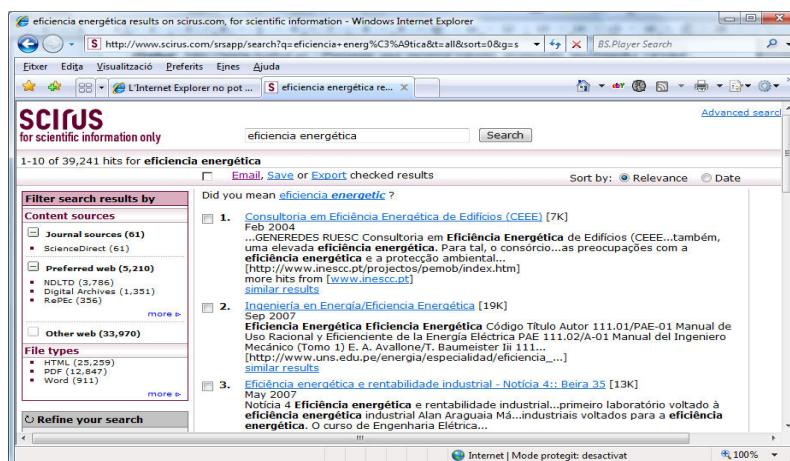 eficiencia energética results on scirus.com, for scientific information - Windows Internet Explorer
http://www.scirus.com/srsapp/search?q=eficiencia+energ%C3%A9tica&t=all&sort=0&g=s
BS.Player Search
Fitxer Edita Visualització Preferits Eines Ajuda
L'Internet Explorer no pot ...
eficiencia energética re...
SCIRUS
for scientific information only
eficiencia energética
Search
Advanced search
1-10 of 39,241 hits for eficiencia energética
Email, Save or Export checked results
Sort by: Relevance Date
Filter search results by
Content sources
Journal sources (61)
ScienceDirect (61)
Preferred web (5,210)
NDLTD (3,786)
Digital Archives (1,351)
RePEc (356)
more
Other web (33,970)
File types
HTML (25,259)
PDF (12,847)
Word (911)
more
Refine your search
Did you mean eficiencia energetic ?
1. Consultoria em Eficiência Energética de Edifícios (CEEE) [7K]
Feb 2004
...GENEREDES RUESC Consultoria em Eficiência Energética de Edifícios (CEEE...também,
uma elevada eficiência energética. Para tal, o consórcio...as preocupações com a
eficiência energética e a protecção ambiental...
[http://www.inescc.pt/projectos/pemob/index.htm]
more hits from [www.inescc.pt]
similar results
2. Ingeniería en Energía/Eficiencia Energética [19K]
Sep 2007
Eficiencia Energética Eficiencia Energética Código Título Autor 111.01/PAE-01 Manual de
Uso Racional y Eficienciente de la Energía Eléctrica PAE 111.02/A-01 Manual del Ingeniero
Mecánico (Tomo 1) E. A. Avallone/T. Baumeister Iii 111...
[http://www.uns.edu.pe/energia/especialidad/eficiencia_...]
similar results
3. Eficiência energética e rentabilidade industrial - Notícia 4:: Beira 35 [13K]
May 2007
Notícia 4 Eficiência energética e rentabilidade industrial...primeiro laboratório voltado à
eficiência energética industrial Alan Araguaia Má...industriais voltados para a eficiência
energética. O curso de Engenharia Elétrica...
Internet | Mode protegit: desactivat
100%